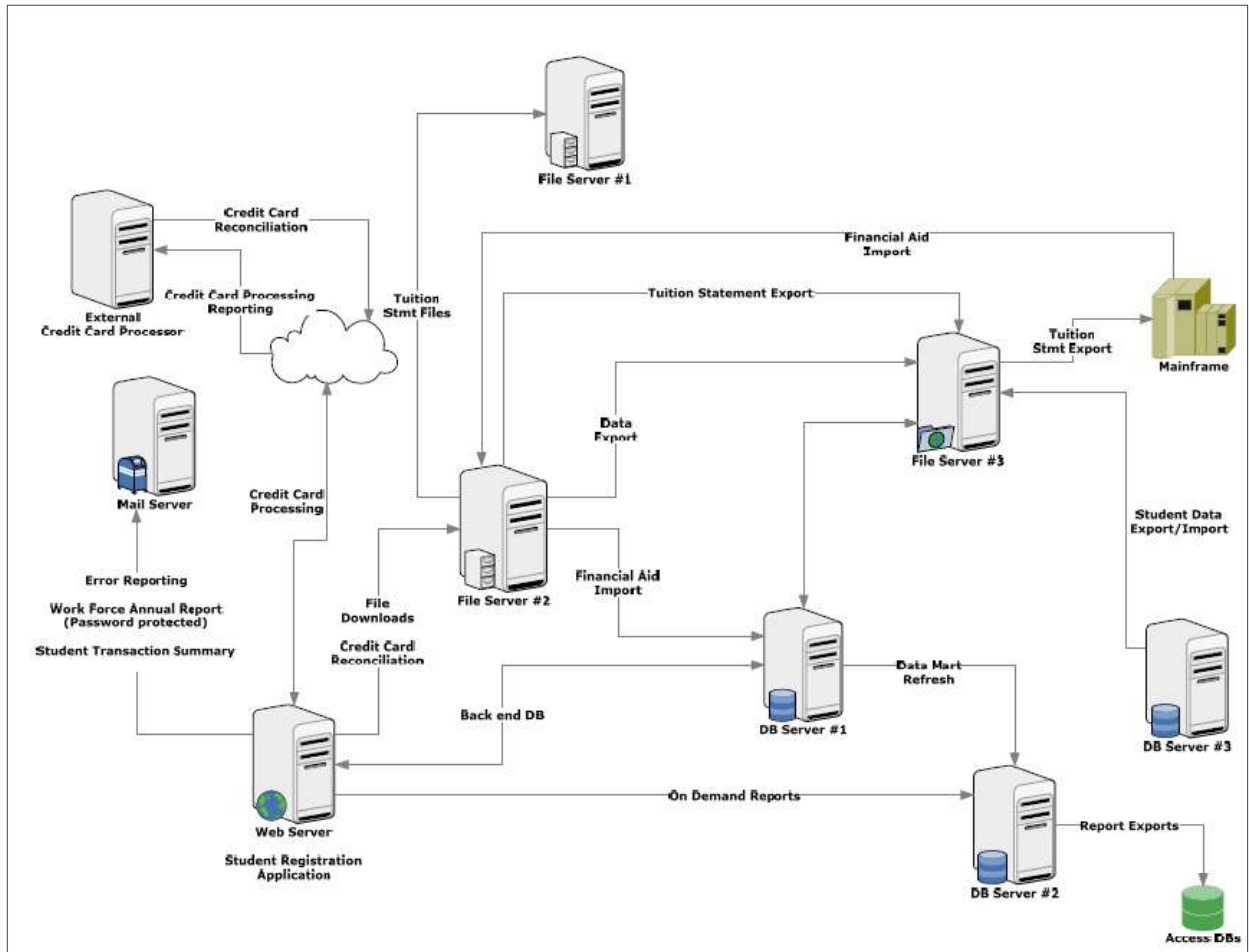 File Server #1
Credit Card
Reconciliation
Financial Aid
Import
Credit Card Processing
Reporting
Tuition
Stmt Files
Tuition Statement Export
External
Credit Card Processor
Tuition
Stmt Export
Mainframe
Data
Export
File Server #3
Mail Server
Credit Card
Processing
Student Data
Export/Import
Error Reporting
Work Force Annual Report
(Password protected)
Student Transaction Summary
File Server #2
Financial Aid
Import
File
Downloads
Credit Card
Reconciliation
Data Mart
Refresh
Back end DB
DB Server #1
DB Server #3
On Demand Reports
Web Server
Student Registration
Application
Report Exports
DB Server #2
Access DBs